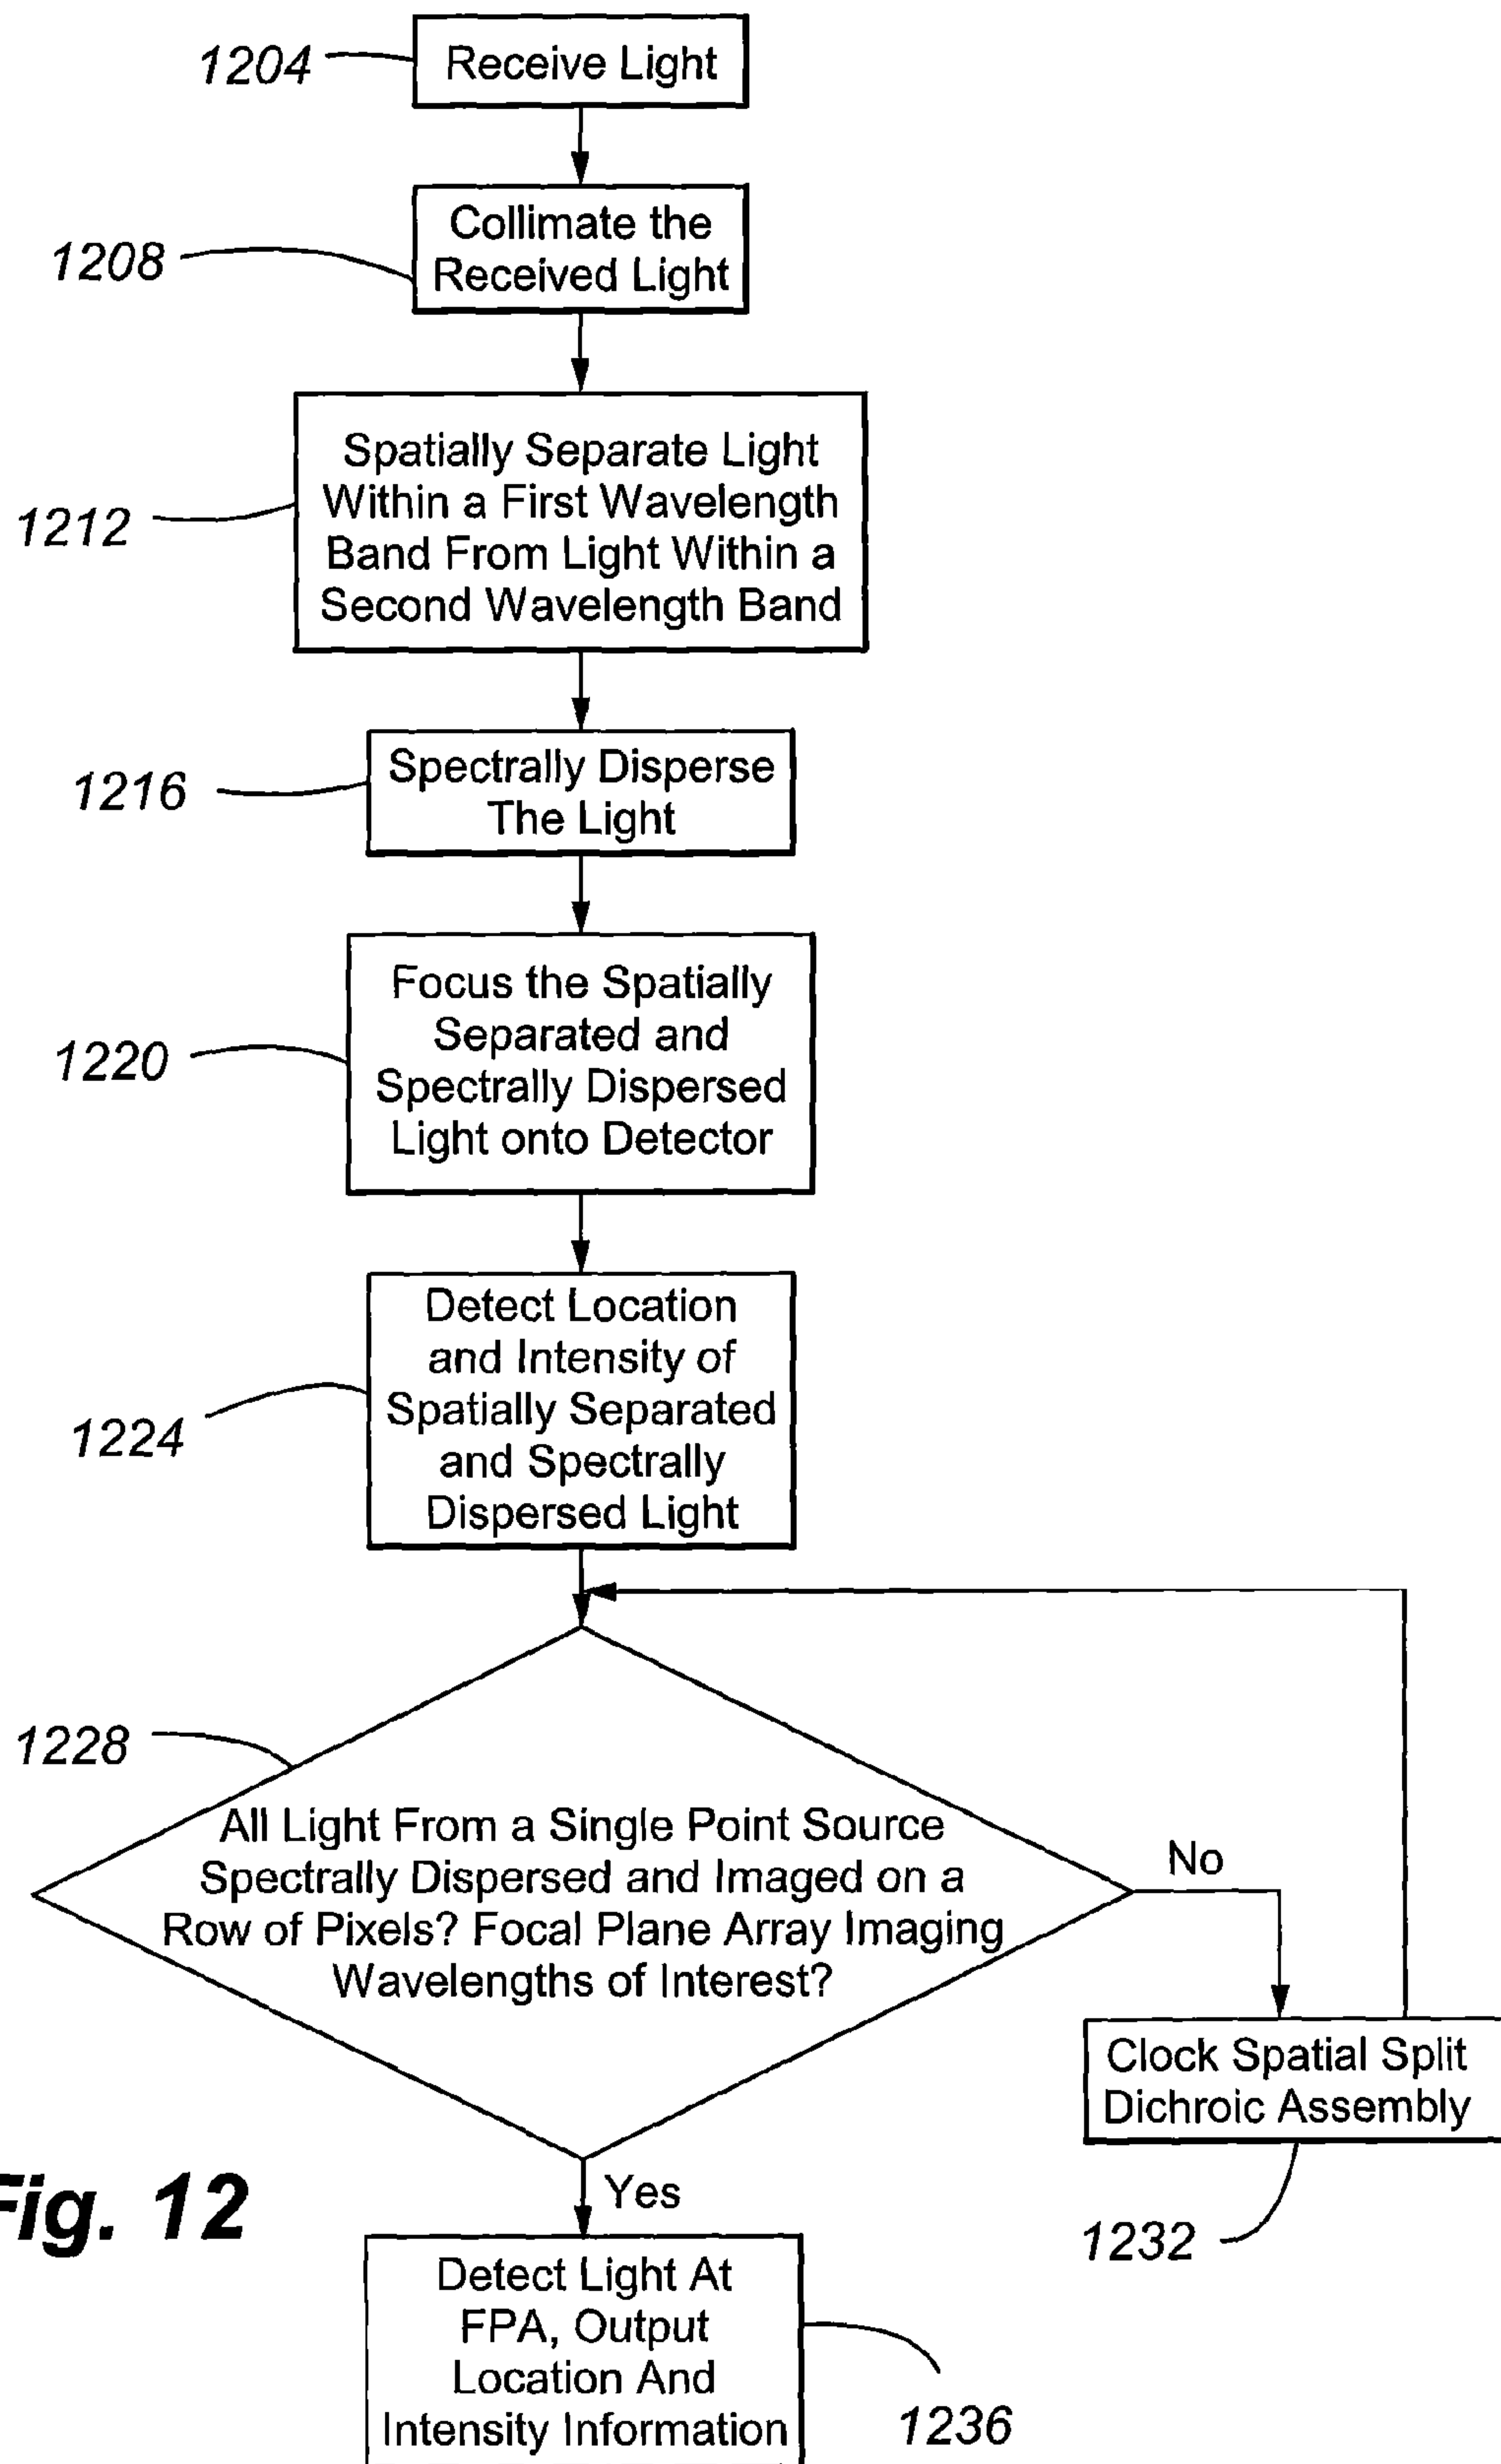 1204
Receive Light
1208
Collimate the
Received Light
1212
Spatially Separate Light
Within a First Wavelength
Band From Light Within a
Second Wavelength Band
1216
Spectrally Disperse
The Light
1220
Focus the Spatially
Separated and
Spectrally Dispersed
Light onto Detector
1224
Detect Location
and Intensity of
Spatially Separated
and Spectrally
Dispersed Light
1228
All Light From a Single Point Source
Spectrally Dispersed and Imaged on a
Row of Pixels? Focal Plane Array Imaging
Wavelengths of Interest?
No
Clock Spatial Split
Dichroic Assembly
1232
Yes
Fig. 12
Detect Light At
FPA, Output
Location And
Intensity Information
1236